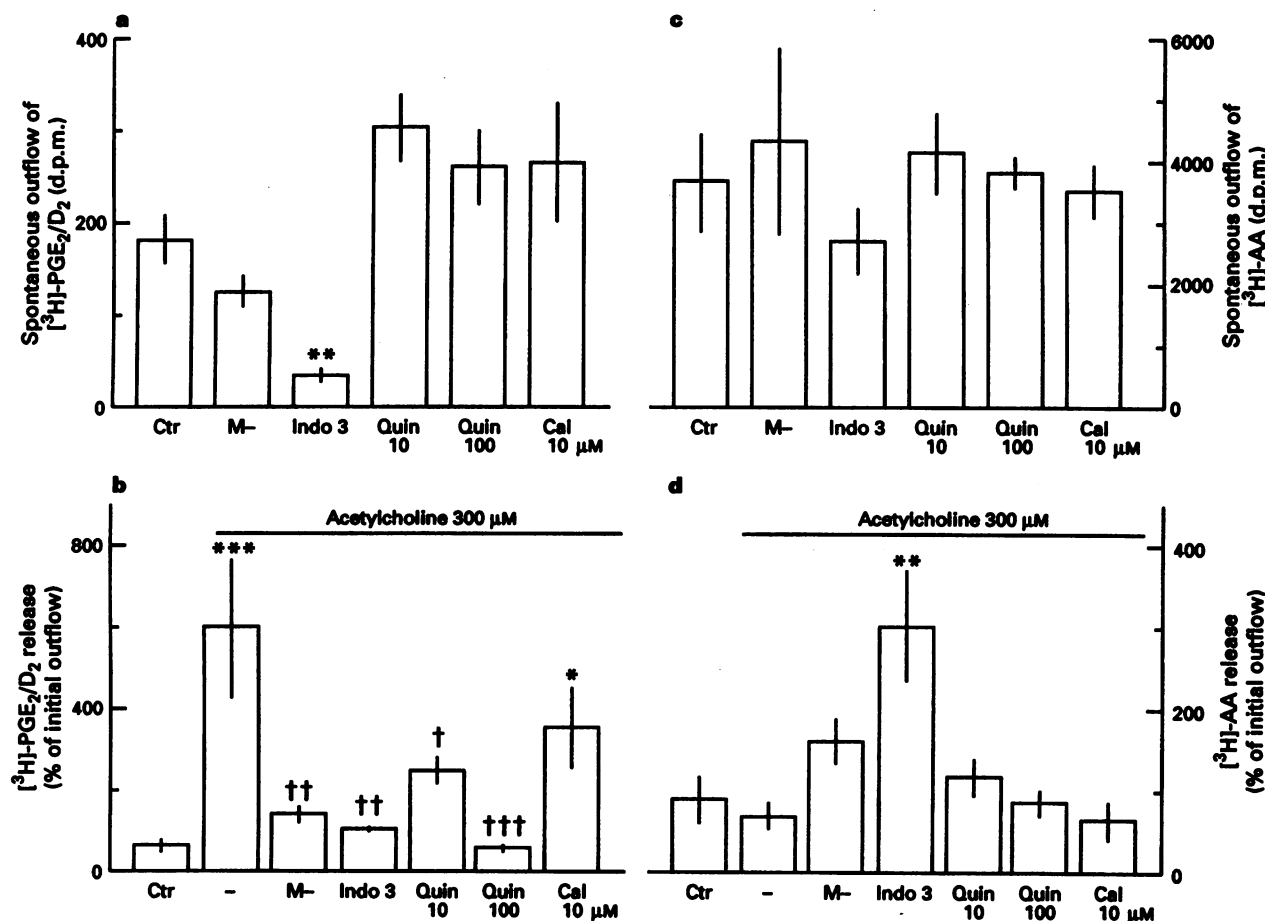 a
400
200
0
Spontaneous outflow of
[³H]-PGE₂/D₂ (d.p.m.)
**
Ctr M– Indo 3 Quin 10 Quin 100 Cal 10 μM
c
6000
4000
2000
0
Spontaneous outflow of
[³H]-AA (d.p.m.)
Ctr M– Indo 3 Quin 10 Quin 100 Cal 10 μM
b
Acetylcholine 300 μM
800
400
0
[³H]-PGE₂/D₂ release
(% of initial outflow)
***
††
††
†
†††
*
Ctr – M– Indo 3 Quin 10 Quin 100 Cal 10 μM
d
Acetylcholine 300 μM
400
200
0
[³H]-AA release
(% of initial outflow)
**
Ctr – M– Indo 3 Quin 10 Quin 100 Cal 10 μM